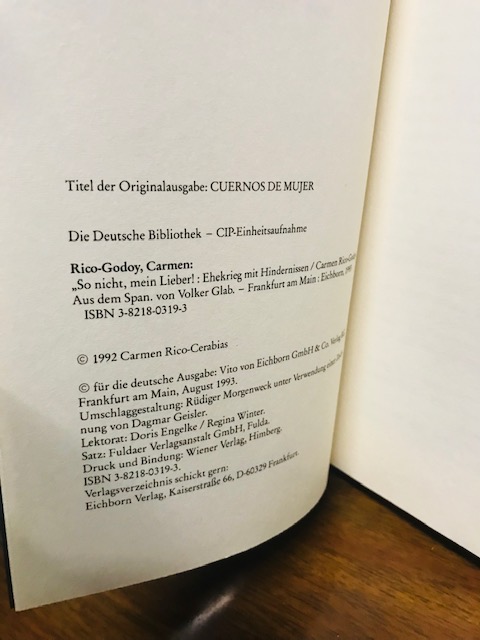 Titel der Originalausgabe: CUERNOS DE MUJER
Die Deutsche Bibliothek – CIP-Einheitsaufnahme
Rico-Godoy, Carmen:
„So nicht, mein Lieber! : Ehekrieg mit Hindernissen / Carmen Rico-Godoy.
Aus dem Span. von Volker Glab. – Frankfurt am Main : Eichborn, 1993
ISBN 3-8218-0319-3
© 1992 Carmen Rico-Cerabias
© für die deutsche Ausgabe: Vito von Eichborn GmbH & Co. Verlag KG,
Frankfurt am Main, August 1993.
Umschlaggestaltung: Rüdiger Morgenweck unter Verwendung einer
nung von Dagmar Geisler.
Lektorat: Doris Engelke / Regina Winter.
Satz: Fuldaer Verlagsanstalt GmbH, Fulda.
Druck und Bindung: Wiener Verlag, Himberg.
ISBN 3-8218-0319-3.
Verlagsverzeichnis schickt gern:
Eichborn Verlag, Kaiserstraße 66, D-60329 Frankfurt.